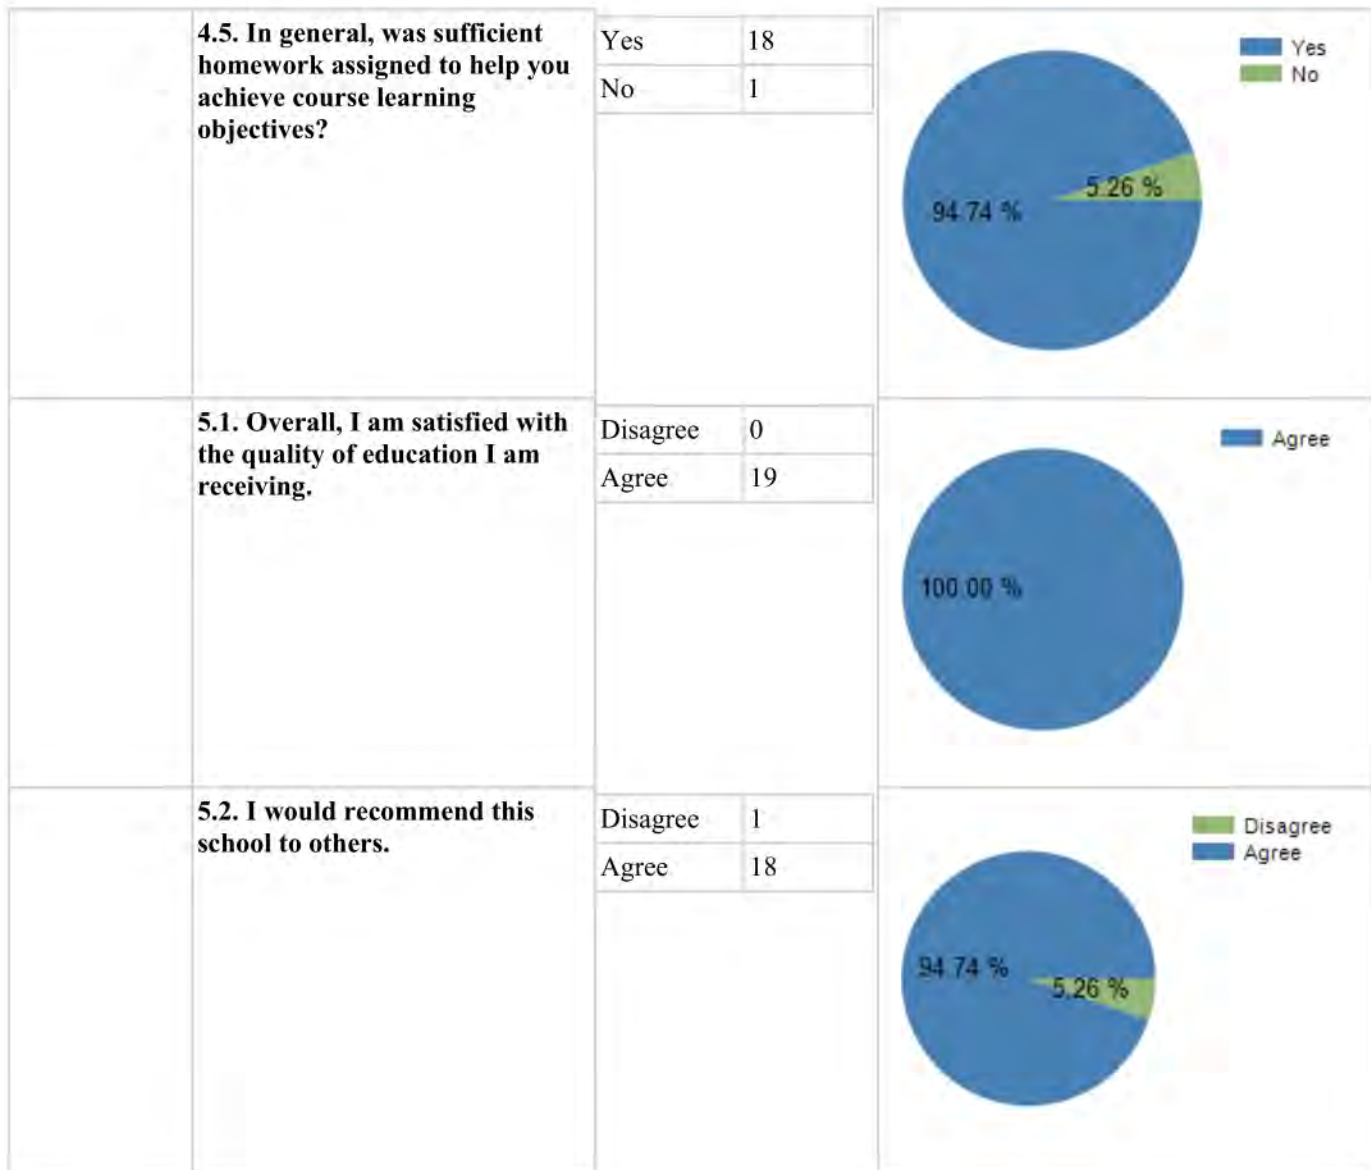 4.5. In general, was sufficient
homework assigned to help you
achieve course learning
objectives?
Yes 18
No 1
Yes
No
5.26 %
94.74 %
5.1. Overall, I am satisfied with
the quality of education I am
receiving.
Disagree 0
Agree 19
Agree
100.00 %
5.2. I would recommend this
school to others.
Disagree 1
Agree 18
Disagree
Agree
94.74 %
5.26 %